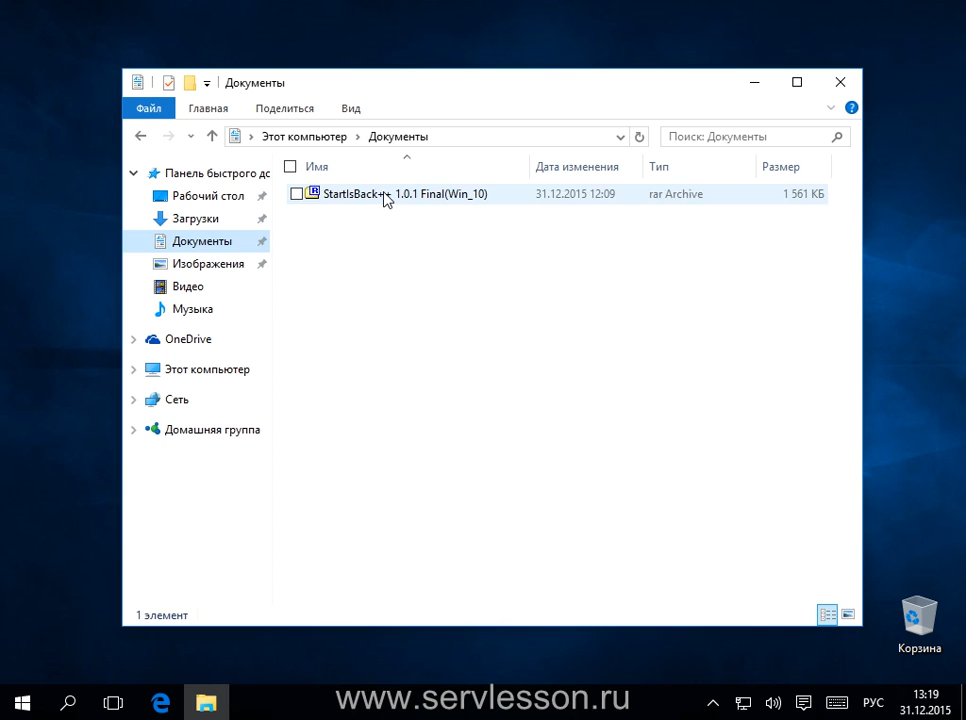 Документы
Файл Главная Поделиться Вид
Этот компьютер Документы Поиск: Документы
Имя Дата изменения Тип Размер
StartIsBack++ 1.0.1 Final(Win_10) 31.12.2015 12:09 rar Archive 1 561 КБ
Панель быстрого дс
Рабочий стол
Загрузки
Документы
Изображения
Видео
Музыка
OneDrive
Этот компьютер
Сеть
Домашняя группа
1 элемент
Корзина
www.servlesson.ru
РУС
13:19
31.12.2015